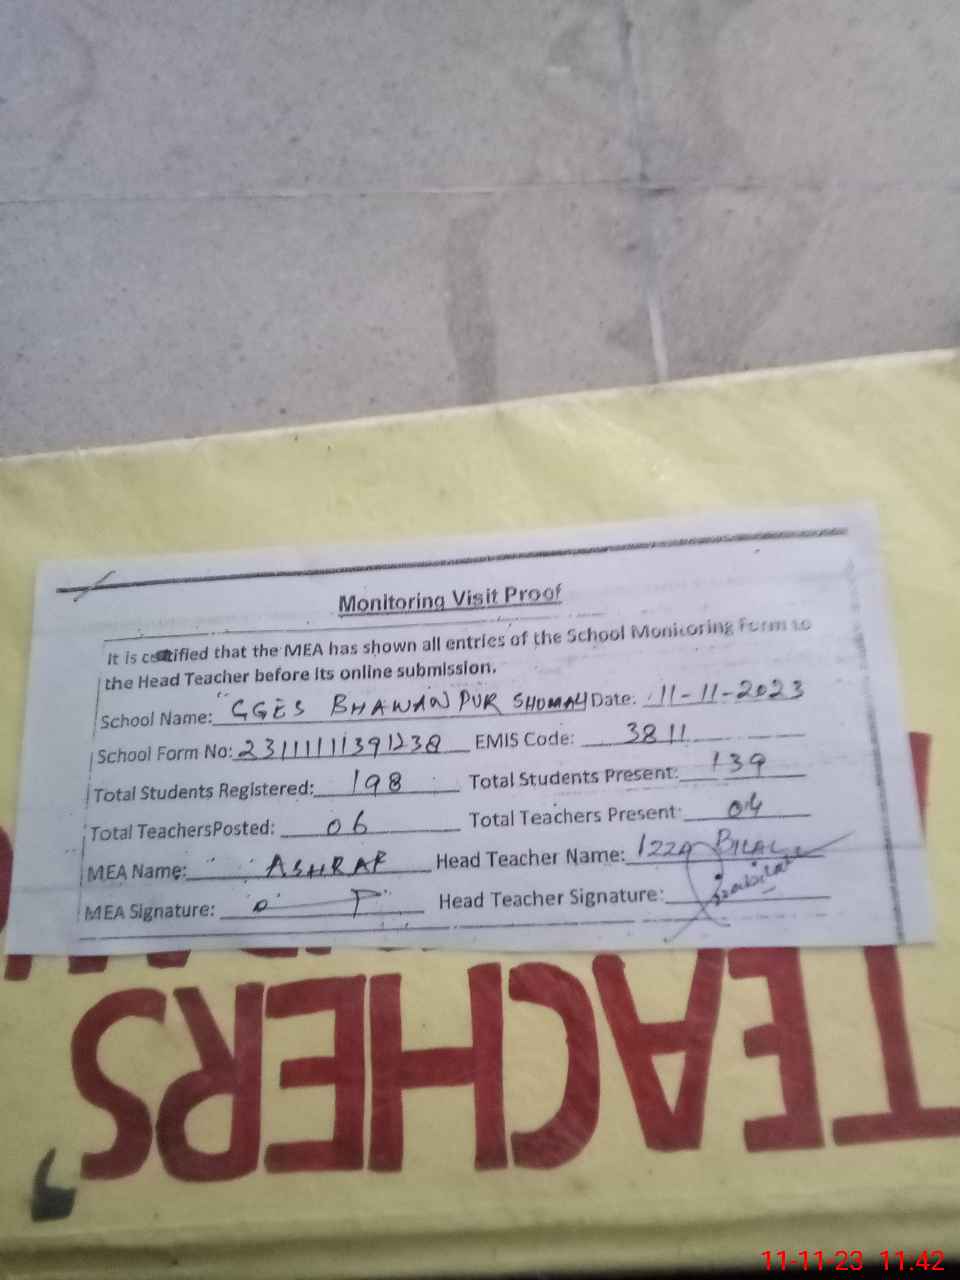 Monitoring Visit Proof
It is certified that the MEA has shown all entries of the School Monitoring Form to
the Head Teacher before its online submission.
School Name: GGES BHAWAN PUR SHUMALI Date: 11-11-2023
School Form No: 23111111391238 EMIS Code: 3811
Total Students Registered: 198 Total Students Present: 139
Total TeachersPosted: 06 Total Teachers Present: 04
MEA Name: ASHRAF Head Teacher Name: IZZA BILAL
MEA Signature: Head Teacher Signature: izzabilal
TEACHERS
11-11-23 11:42